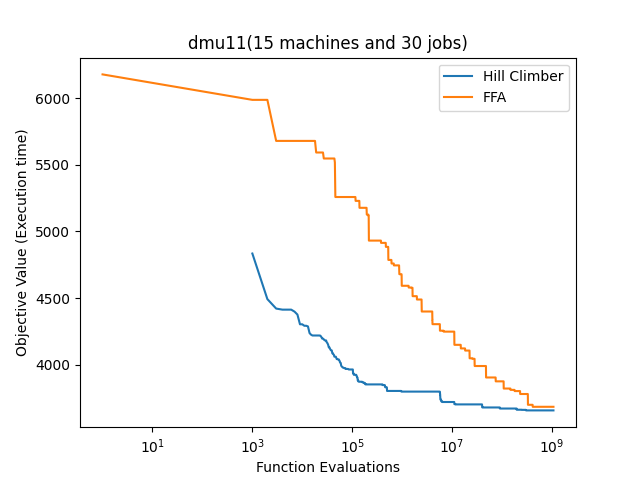 dmu11(15 machines and 30 jobs)
Hill Climber
FFA
Objective Value (Execution time)
6000
5500
5000
4500
4000
10^1
10^3
10^5
10^7
10^9
Function Evaluations